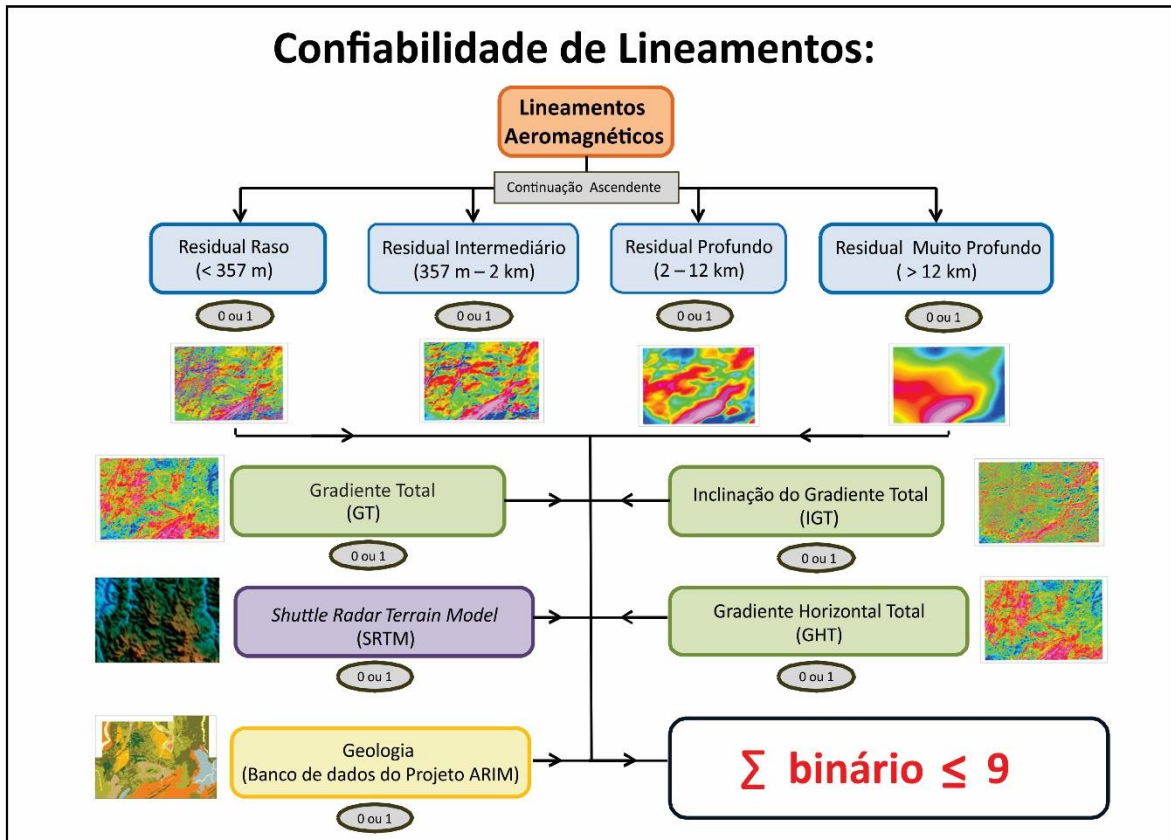 Confiabilidade de Lineamentos:
Lineamentos
Aeromagnéticos
Continuação Ascendente
Residual Raso
(< 357 m)
Residual Intermediário
(357 m – 2 km)
Residual Profundo
(2 – 12 km)
Residual Muito Profundo
( > 12 km)
0 ou 1
0 ou 1
0 ou 1
0 ou 1
Gradiente Total
(GT)
0 ou 1
Inclinação do Gradiente Total
(IGT)
0 ou 1
Shuttle Radar Terrain Model
(SRTM)
0 ou 1
Gradiente Horizontal Total
(GHT)
0 ou 1
Geologia
(Banco de dados do Projeto ARIM)
0 ou 1
∑ binário ≤ 9